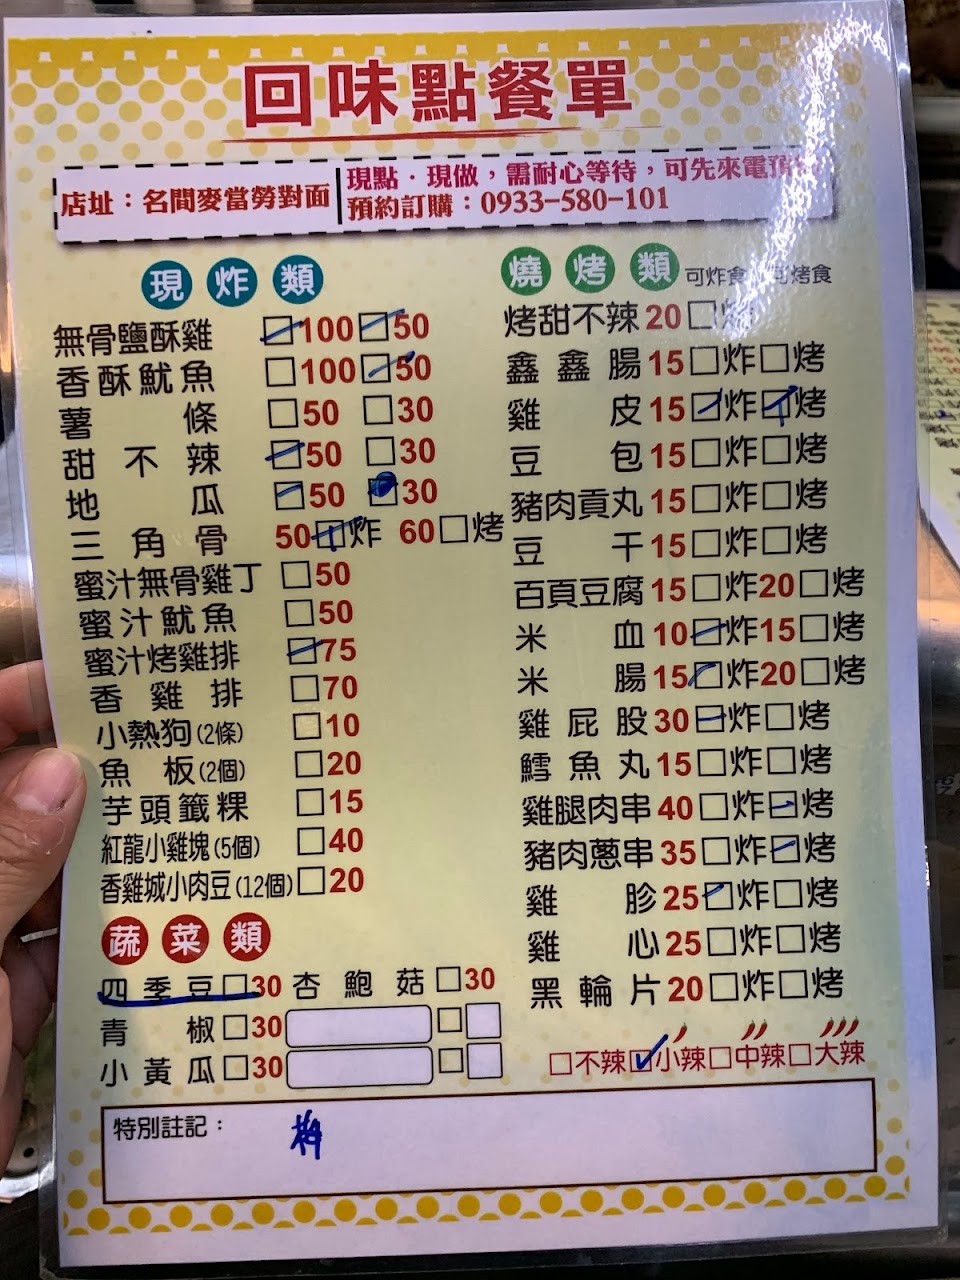 回味點餐單
店址：名間麥當勞對面
現點．現做，需耐心等待，可先來電預
預約訂購：0933-580-101
現炸類
無骨鹽酥雞 □100 □50
香酥魷魚 □100 □50
薯條 □50 □30
甜不辣 □50 □30
地瓜 □50 □30
三角骨 50□炸 60□烤
蜜汁無骨雞丁 □50
蜜汁魷魚 □50
蜜汁烤雞排 □75
香雞排 □70
小熱狗(2條) □10
魚板(2個) □20
芋頭籤粿 □15
紅龍小雞塊(5個) □40
香雞城小肉豆(12個) □20
蔬菜類
四季豆 □30 杏鮑菇 □30
青椒 □30
小黃瓜 □30
燒烤類 可炸食 可烤食
烤甜不辣 20 □烤
鑫鑫腸 15 □炸 □烤
雞皮 15 □炸 □烤
豆包 15 □炸 □烤
豬肉貢丸 15 □炸 □烤
豆干 15 □炸 □烤
百頁豆腐 15 □炸 20 □烤
米血 10 □炸 15 □烤
米腸 15 □炸 20 □烤
雞屁股 30 □炸 □烤
鱈魚丸 15 □炸 □烤
雞腿肉串 40 □炸 □烤
豬肉蔥串 35 □炸 □烤
雞胗 25 □炸 □烤
雞心 25 □炸 □烤
黑輪片 20 □炸 □烤
□不辣 ☑小辣 □中辣 □大辣
特別註記：